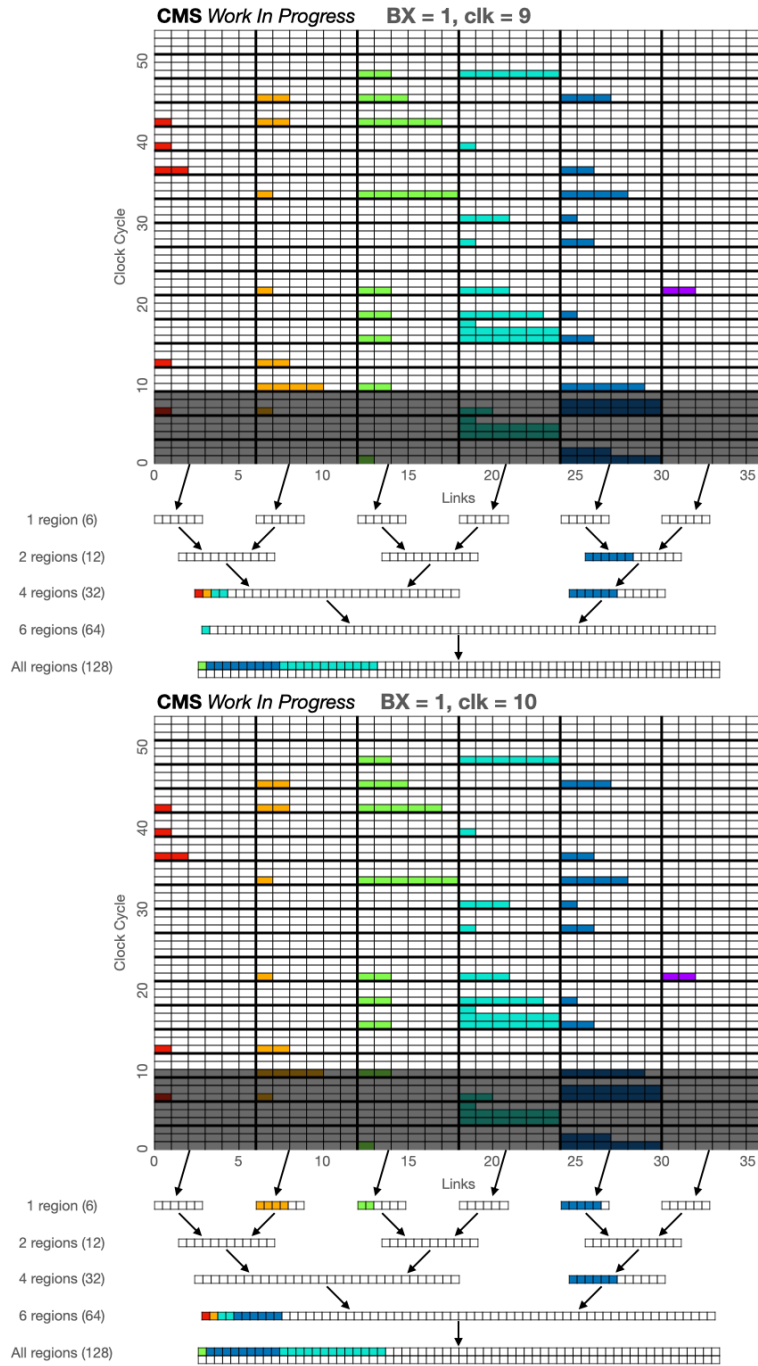 CMS Work In Progress BX = 1, clk = 9
50
40
Clock Cycle
30
20
10
0
0 5 10 15 20 25 30 35
Links
1 region (6)
2 regions (12)
4 regions (32)
6 regions (64)
All regions (128)
CMS Work In Progress BX = 1, clk = 10
50
40
Clock Cycle
30
20
10
0
0 5 10 15 20 25 30 35
Links
1 region (6)
2 regions (12)
4 regions (32)
6 regions (64)
All regions (128)